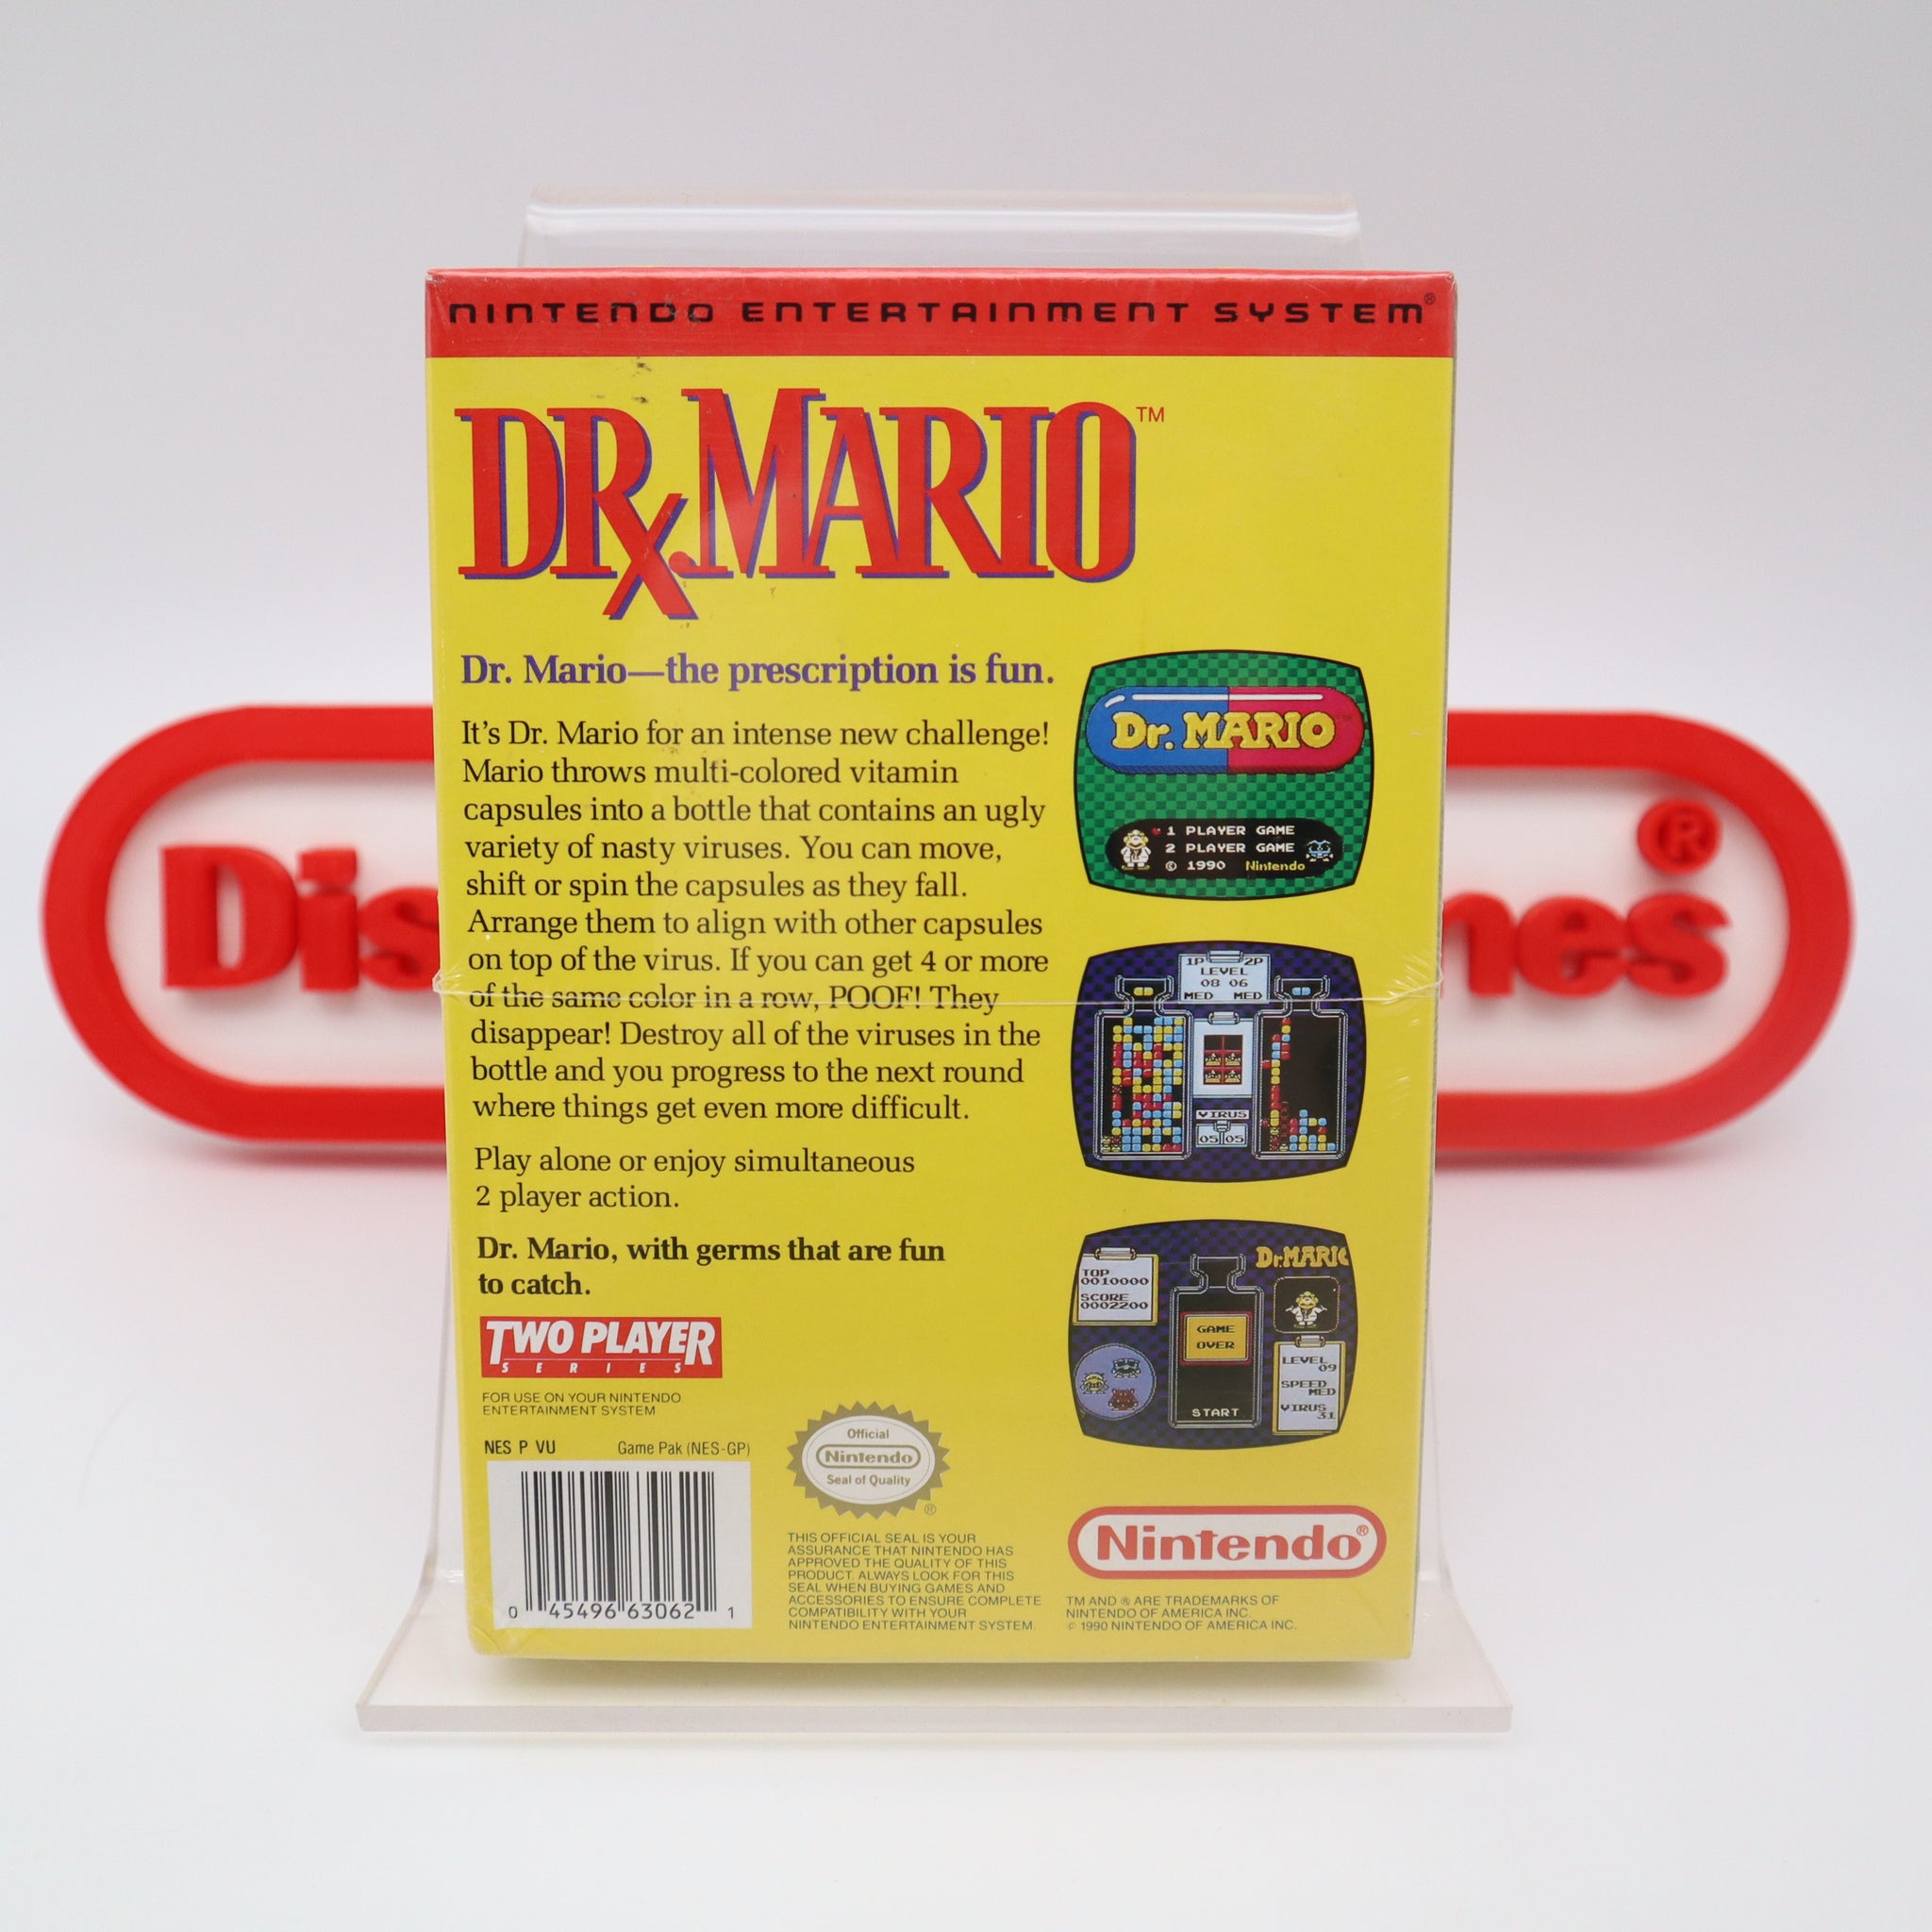 NINTENDO ENTERTAINMENT SYSTEM®
DR. MARIO™
Dr. Mario—the prescription is fun.
It's Dr. Mario for an intense new challenge!
Mario throws multi-colored vitamin
capsules into a bottle that contains an ugly
variety of nasty viruses. You can move,
shift or spin the capsules as they fall.
Arrange them to align with other capsules
on top of the virus. If you can get 4 or more
of the same color in a row, POOF! They
disappear! Destroy all of the viruses in the
bottle and you progress to the next round
where things get even more difficult.
Play alone or enjoy simultaneous
2 player action.
Dr. Mario, with germs that are fun
to catch.
Dr. MARIO
1 PLAYER GAME
2 PLAYER GAME
© 1990 Nintendo
1P 2P
LEVEL
08 06
MED MED
VIRUS
05 05
Dr. MARIO
TOP
0010000
SCORE
0002200
GAME
OVER
START
LEVEL
09
SPEED
MED
VIRUS
31
TWO PLAYER
SERIES
FOR USE ON YOUR NINTENDO
ENTERTAINMENT SYSTEM
NES P VU Game Pak (NES-GP)
0 45496 63062 1
Official
Nintendo
Seal of Quality
®
THIS OFFICIAL SEAL IS YOUR
ASSURANCE THAT NINTENDO HAS
APPROVED THE QUALITY OF THIS
PRODUCT. ALWAYS LOOK FOR THIS
SEAL WHEN BUYING GAMES AND
ACCESSORIES TO ENSURE COMPLETE
COMPATIBILITY WITH YOUR
NINTENDO ENTERTAINMENT SYSTEM.
Nintendo®
TM AND ® ARE TRADEMARKS OF
NINTENDO OF AMERICA INC.
© 1990 NINTENDO OF AMERICA INC.